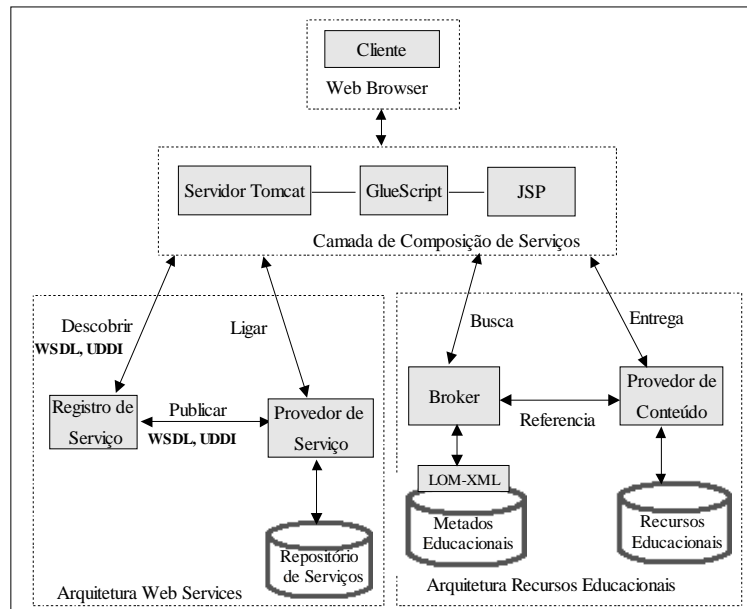 Cliente
Web Browser
Servidor Tomcat
GlueScript
JSP
Camada de Composição de Serviços
Descobrir
WSDL, UDDI
Ligar
Busca
Entrega
Registro de
Serviço
Publicar
WSDL, UDDI
Provedor de
Serviço
Broker
Referencia
Provedor de
Conteúdo
LOM-XML
Metados
Educacionais
Recursos
Educacionais
Repositório
de Serviços
Arquitetura Web Services
Arquitetura Recursos Educacionais